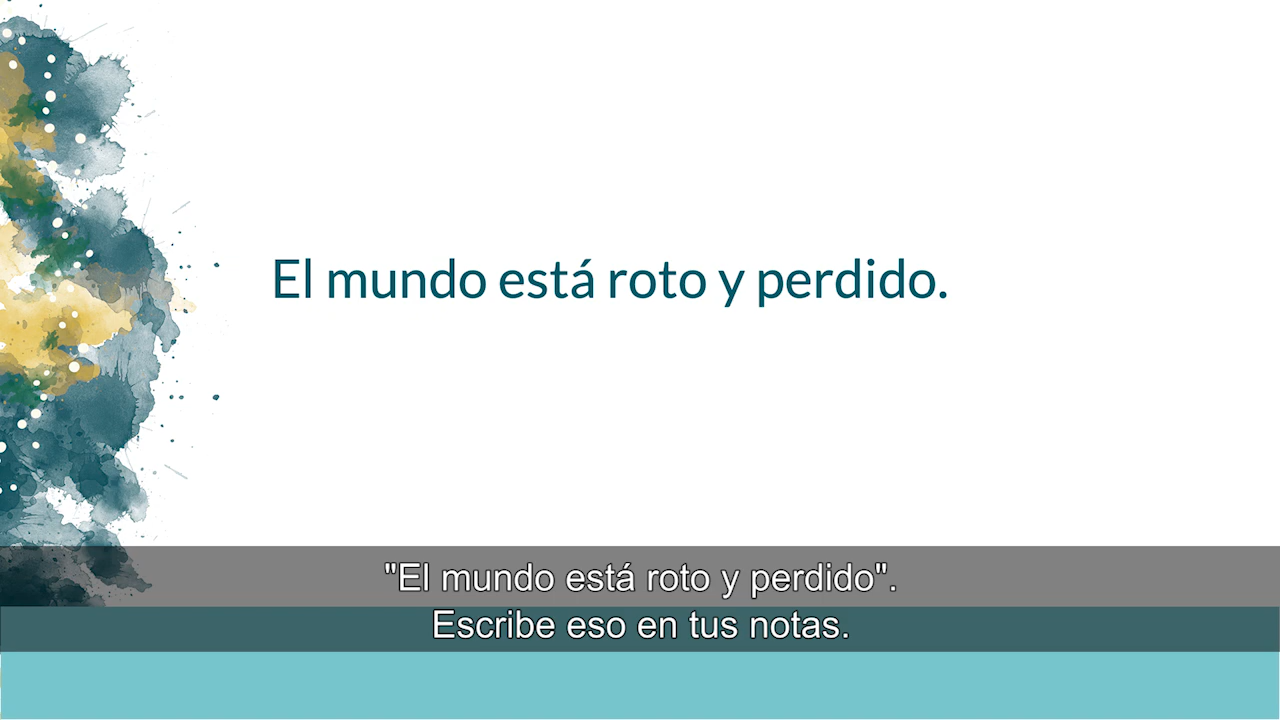 El mundo está roto y perdido.
"El mundo está roto y perdido".
Escribe eso en tus notas.